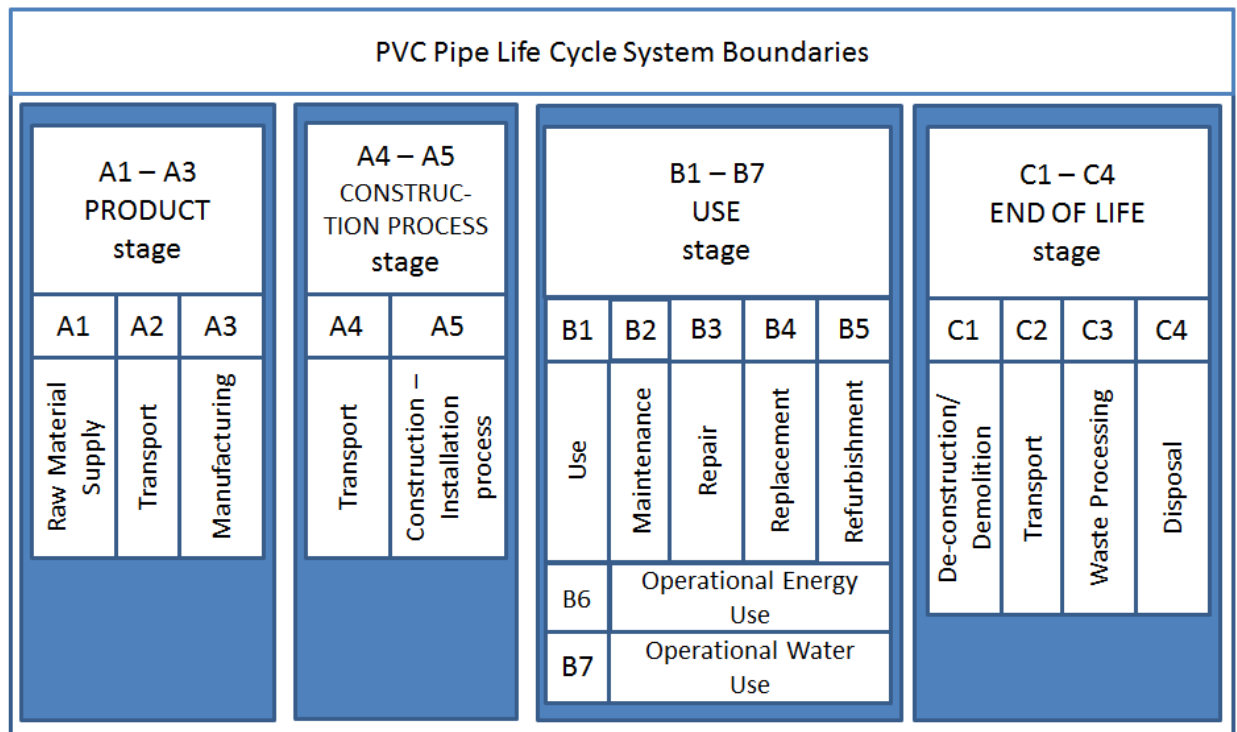 PVC Pipe Life Cycle System Boundaries
A1 – A3
PRODUCT
stage
A1
A2
A3
Raw Material
Supply
Transport
Manufacturing
A4 – A5
CONSTRUC-
TION PROCESS
stage
A4
A5
Transport
Construction –
Installation
process
B1 – B7
USE
stage
B1
B2
B3
B4
B5
Use
Maintenance
Repair
Replacement
Refurbishment
B6
Operational Energy
Use
B7
Operational Water
Use
C1 – C4
END OF LIFE
stage
C1
C2
C3
C4
De-construction/
Demolition
Transport
Waste Processing
Disposal